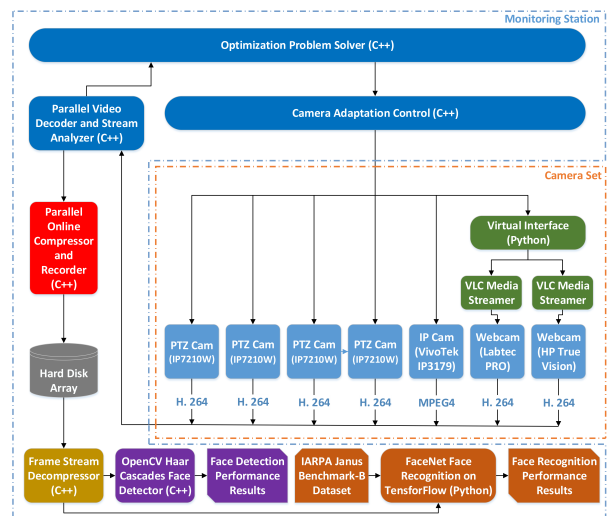 Monitoring Station
Optimization Problem Solver (C++)
Parallel Video
Decoder and Stream
Analyzer (C++)
Camera Adaptation Control (C++)
Camera Set
Parallel
Online
Compressor
and
Recorder
(C++)
Virtual Interface
(Python)
VLC Media
Streamer
VLC Media
Streamer
PTZ Cam
(IP7210W)
PTZ Cam
(IP7210W)
PTZ Cam
(IP7210W)
PTZ Cam
(IP7210W)
IP Cam
(VivoTek
IP3179)
Webcam
(Labtec
PRO)
Webcam
(HP True
Vision)
Hard Disk
Array
H. 264
H. 264
H. 264
H. 264
MPEG4
H. 264
H. 264
Frame Stream
Decompressor
(C++)
OpenCV Haar
Cascades Face
Detector (C++)
Face Detection
Performance
Results
IARPA Janus
Benchmark-B
Dataset
FaceNet Face
Recognition on
TensforFlow (Python)
Face Recognition
Performance
Results